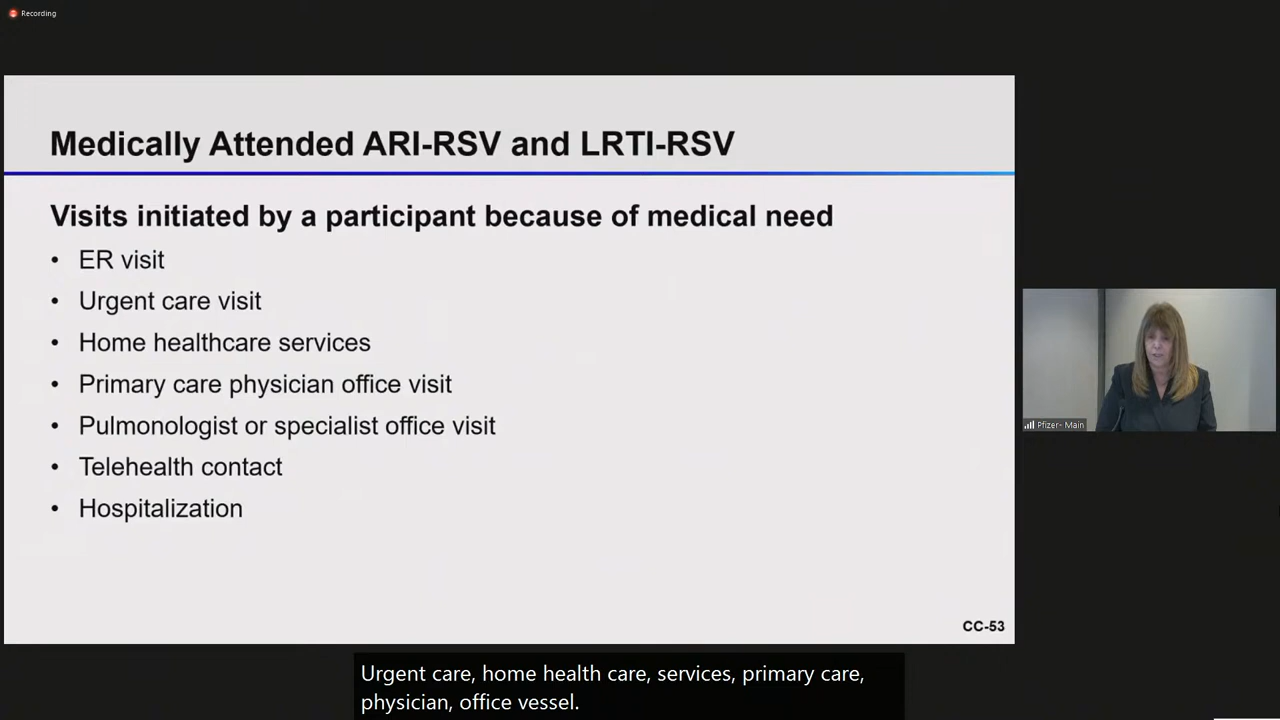 Recording
Medically Attended ARI-RSV and LRTI-RSV
Visits initiated by a participant because of medical need
• ER visit
• Urgent care visit
• Home healthcare services
• Primary care physician office visit
• Pulmonologist or specialist office visit
• Telehealth contact
• Hospitalization
CC-53
Pfizer- Main
Urgent care, home health care, services, primary care,
physician, office vessel.